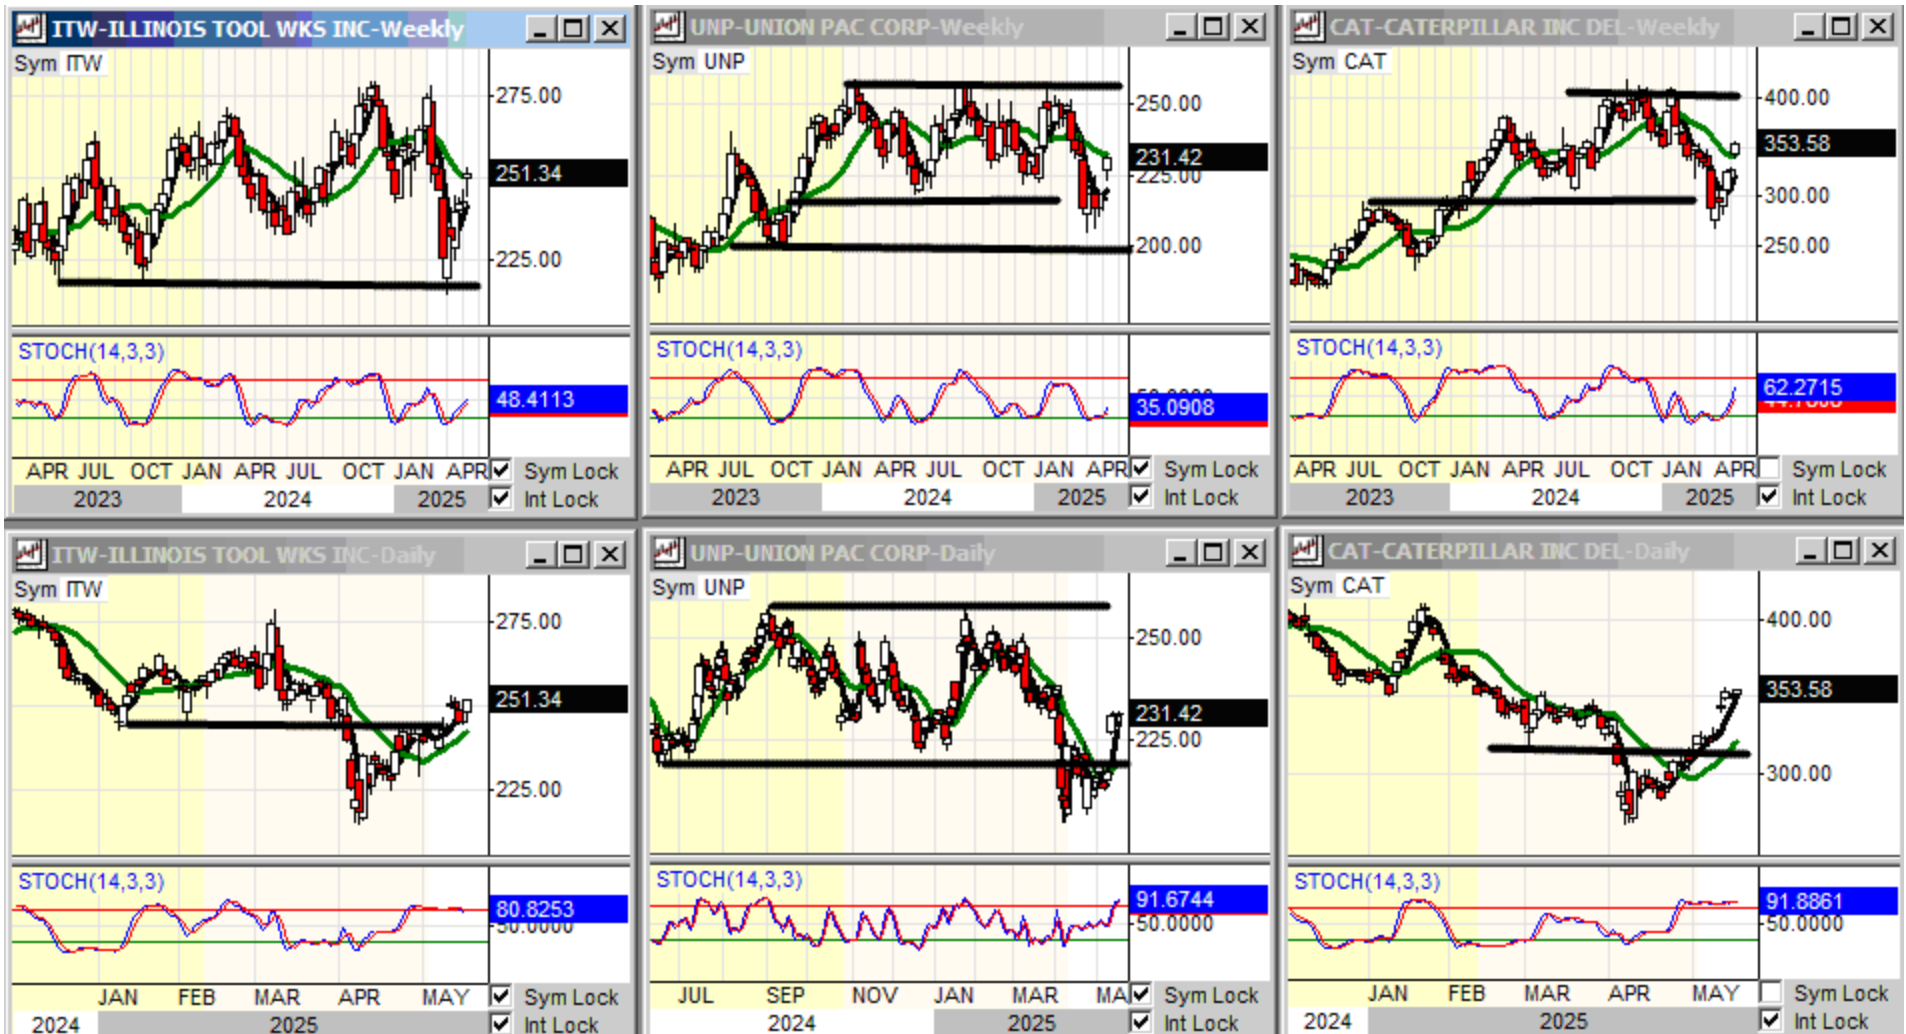 ITW-ILLINOIS TOOL WKS INC-Weekly
Sym ITW
275.00
251.34
225.00
STOCH(14,3,3)
48.4113
APR JUL OCT JAN APR JUL OCT JAN APR
2023 2024 2025
Sym Lock
Int Lock
UNP-UNION PAC CORP-Weekly
Sym UNP
250.00
231.42
225.00
200.00
STOCH(14,3,3)
35.0908
APR JUL OCT JAN APR JUL OCT JAN APR
2023 2024 2025
Sym Lock
Int Lock
CAT-CATERPILLAR INC DEL-Weekly
Sym CAT
400.00
353.58
300.00
250.00
STOCH(14,3,3)
62.2715
APR JUL OCT JAN APR JUL OCT JAN APR
2023 2024 2025
Sym Lock
Int Lock
ITW-ILLINOIS TOOL WKS INC-Daily
Sym ITW
275.00
251.34
225.00
STOCH(14,3,3)
80.8253
50.0000
JAN FEB MAR APR MAY
2024 2025
Sym Lock
Int Lock
UNP-UNION PAC CORP-Daily
Sym UNP
250.00
231.42
225.00
STOCH(14,3,3)
91.6744
50.0000
JUL SEP NOV JAN MAR MA
2024 2025
Sym Lock
Int Lock
CAT-CATERPILLAR INC DEL-Daily
Sym CAT
400.00
353.58
300.00
STOCH(14,3,3)
91.8861
50.0000
JAN FEB MAR APR MAY
2024 2025
Sym Lock
Int Lock